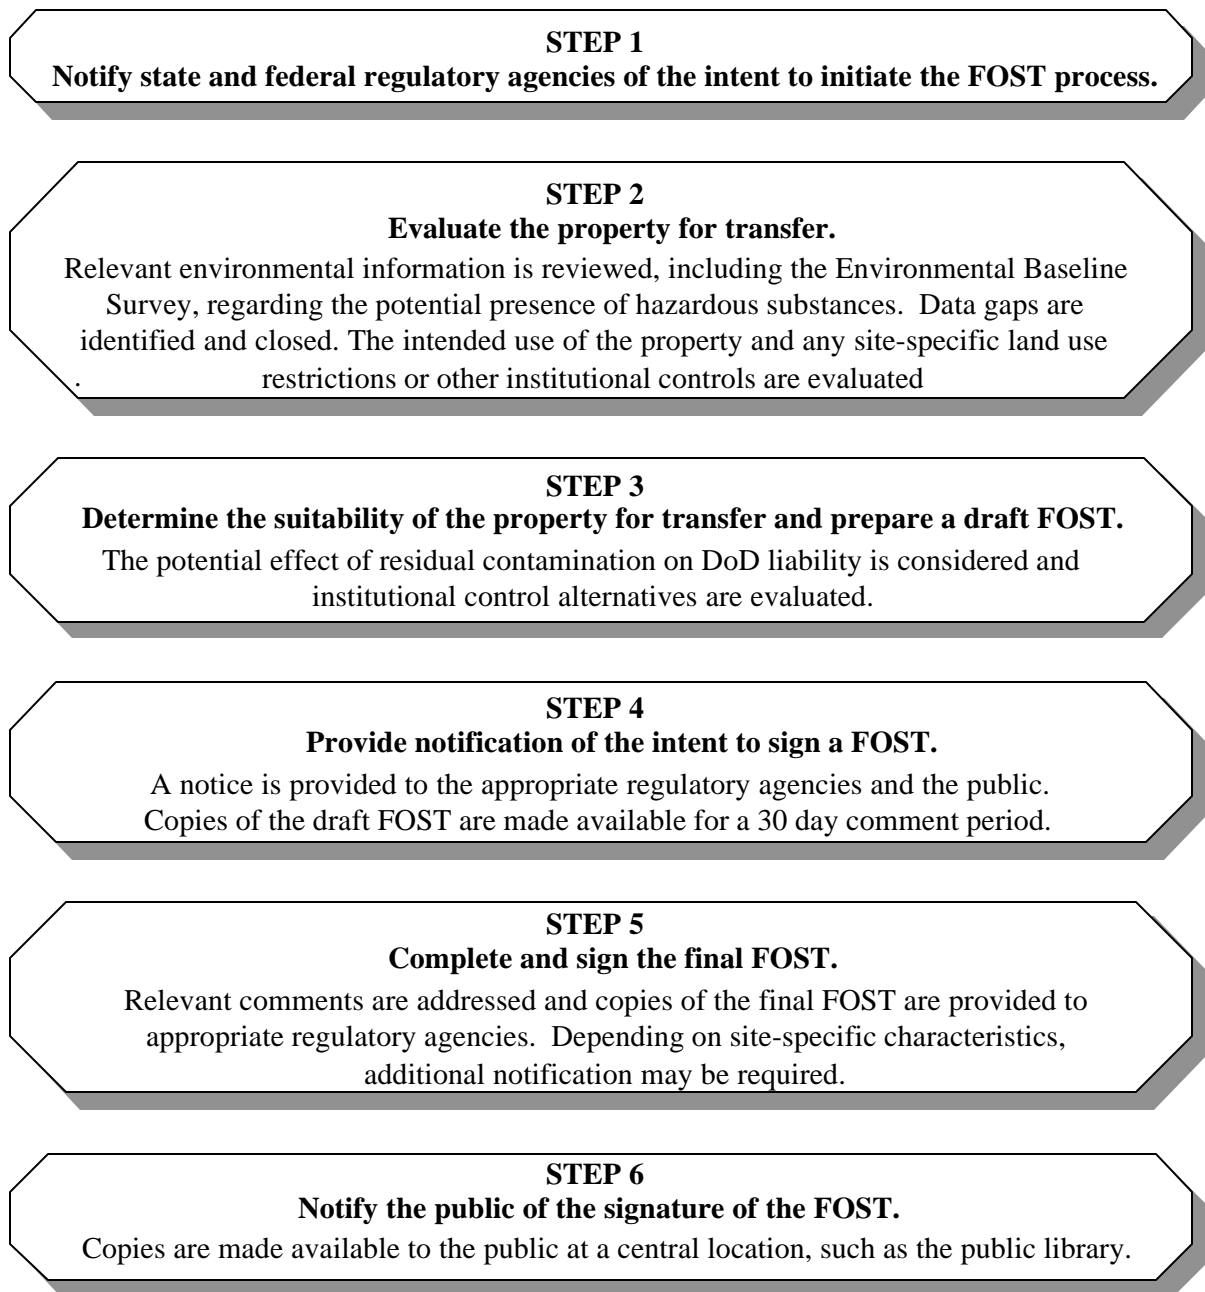 STEP 1
Notify state and federal regulatory agencies of the intent to initiate the FOST process.
STEP 2
Evaluate the property for transfer.
Relevant environmental information is reviewed, including the Environmental Baseline
Survey, regarding the potential presence of hazardous substances.  Data gaps are
identified and closed. The intended use of the property and any site-specific land use
. restrictions or other institutional controls are evaluated
STEP 3
Determine the suitability of the property for transfer and prepare a draft FOST.
The potential effect of residual contamination on DoD liability is considered and
institutional control alternatives are evaluated.
STEP 4
Provide notification of the intent to sign a FOST.
A notice is provided to the appropriate regulatory agencies and the public.
Copies of the draft FOST are made available for a 30 day comment period.
STEP 5
Complete and sign the final FOST.
Relevant comments are addressed and copies of the final FOST are provided to
appropriate regulatory agencies.  Depending on site-specific characteristics,
additional notification may be required.
STEP 6
Notify the public of the signature of the FOST.
Copies are made available to the public at a central location, such as the public library.